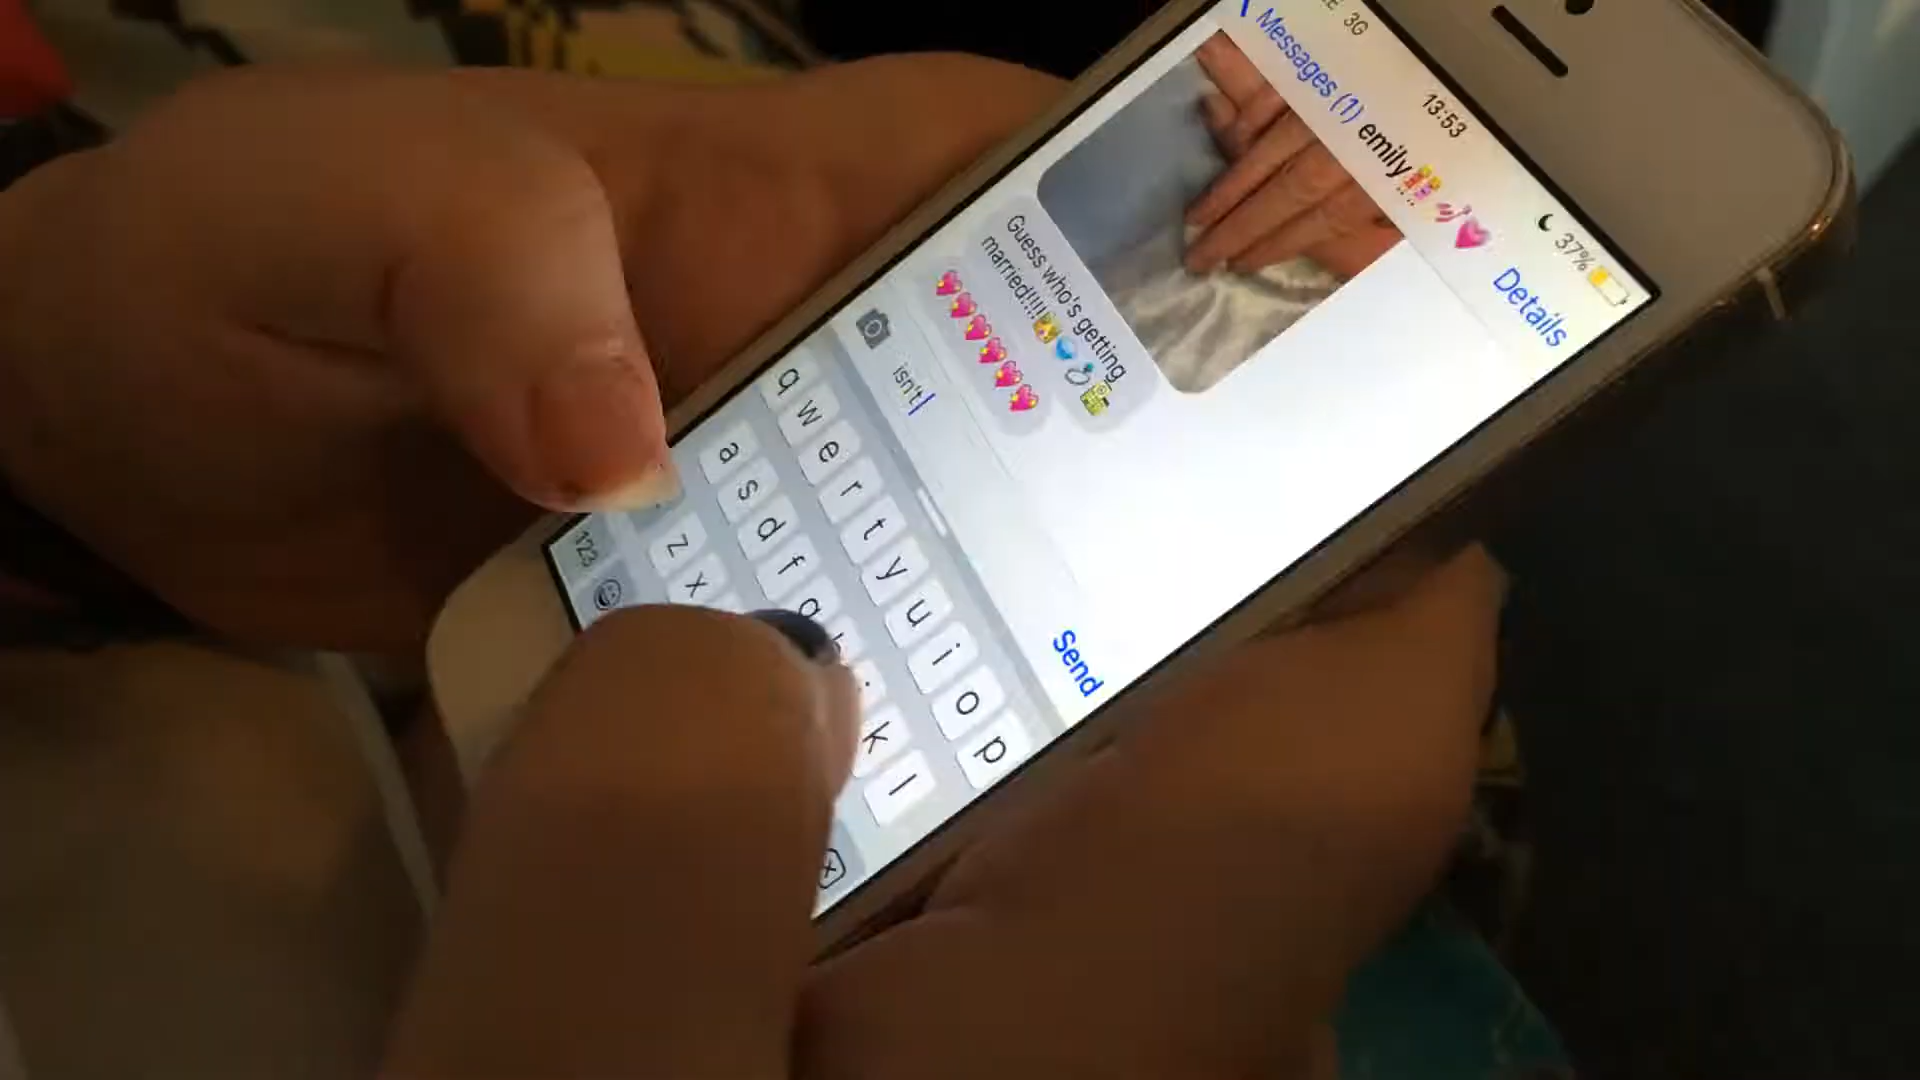 3G 13:53 37%
Messages (1) emily Details
Guess who's getting
married!!!!
isn't
Send
q w e r t y u i o p
a s d f g k l
z x
123